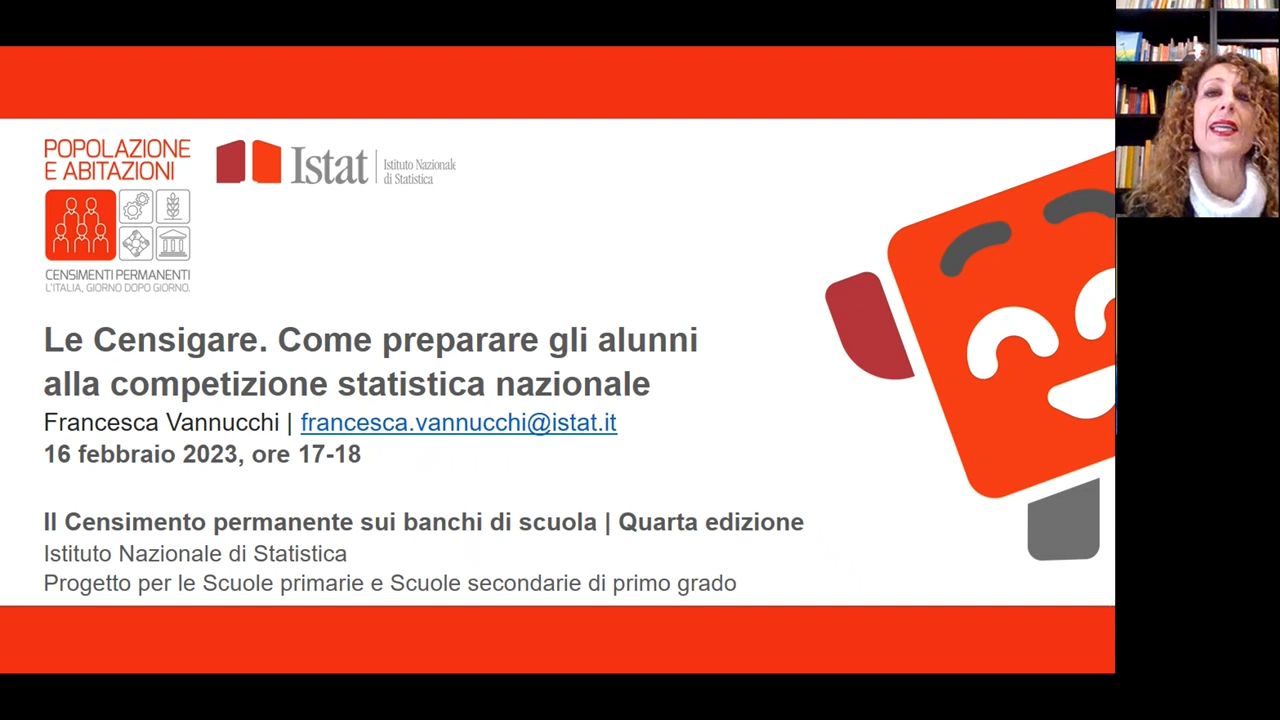 POPOLAZIONE
E ABITAZIONI
Istat
Istituto Nazionale
di Statistica
CENSIMENTI PERMANENTI
L'ITALIA, GIORNO DOPO GIORNO.
Le Censigare. Come preparare gli alunni
alla competizione statistica nazionale
Francesca Vannucchi | francesca.vannucchi@istat.it
16 febbraio 2023, ore 17-18
Il Censimento permanente sui banchi di scuola | Quarta edizione
Istituto Nazionale di Statistica
Progetto per le Scuole primarie e Scuole secondarie di primo grado